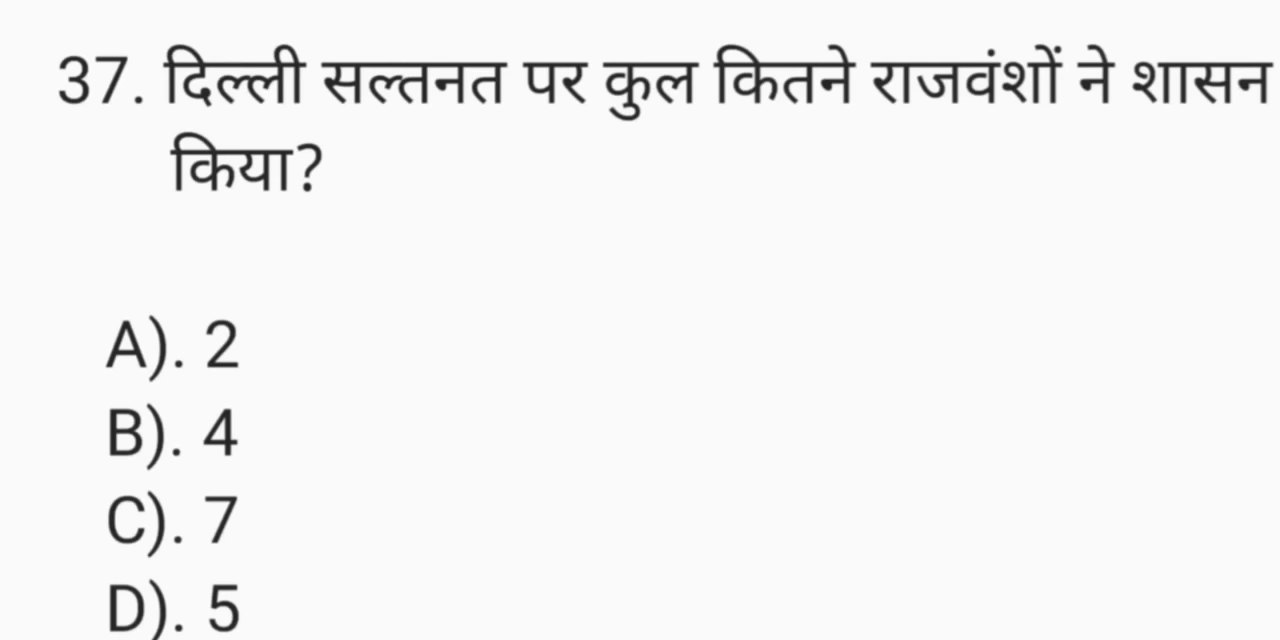 37. दिल्ली सल्तनत पर कुल कितने राजवंशों ने शासन
किया?
A). 2
B). 4
C). 7
D). 5